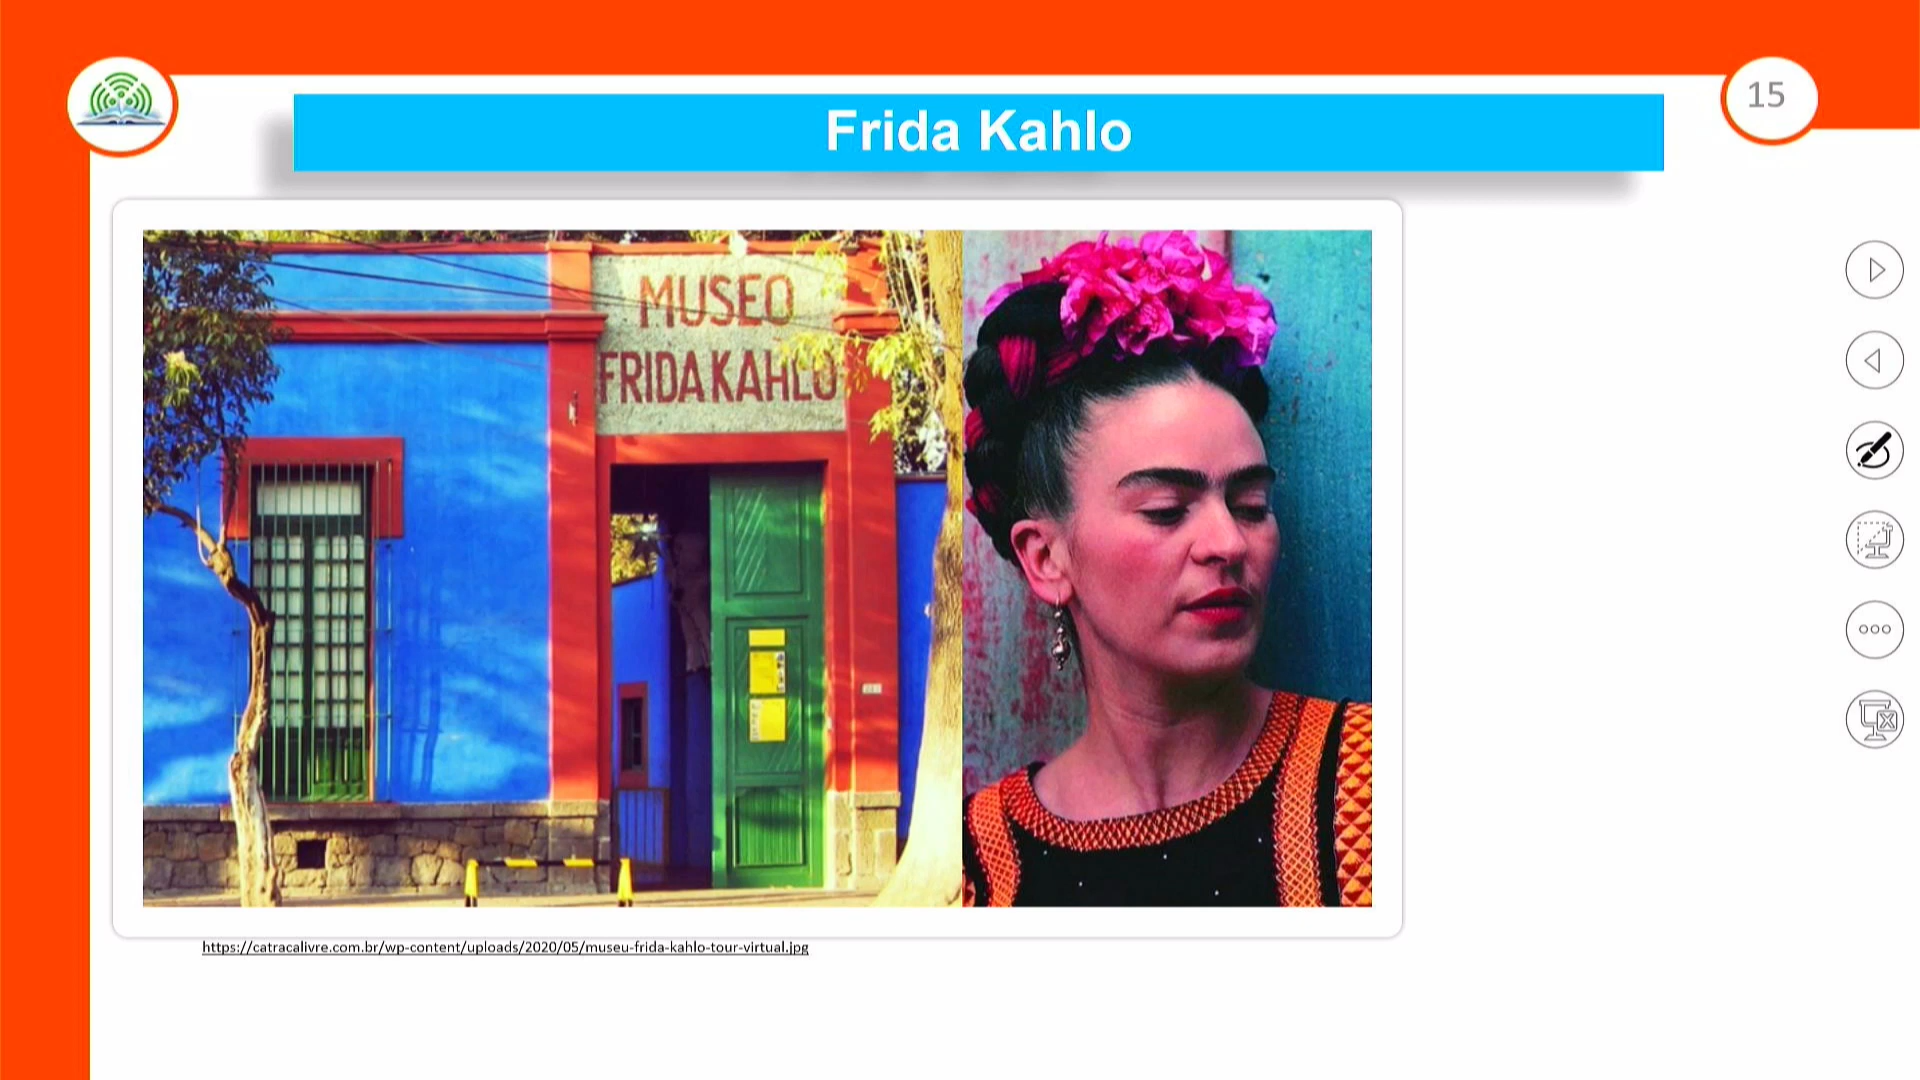 Frida Kahlo
15
MUSEO
FRIDA KAHLO
https://catracalivre.com.br/wp-content/uploads/2020/05/museu-frida-kahlo-tour-virtual.jpg